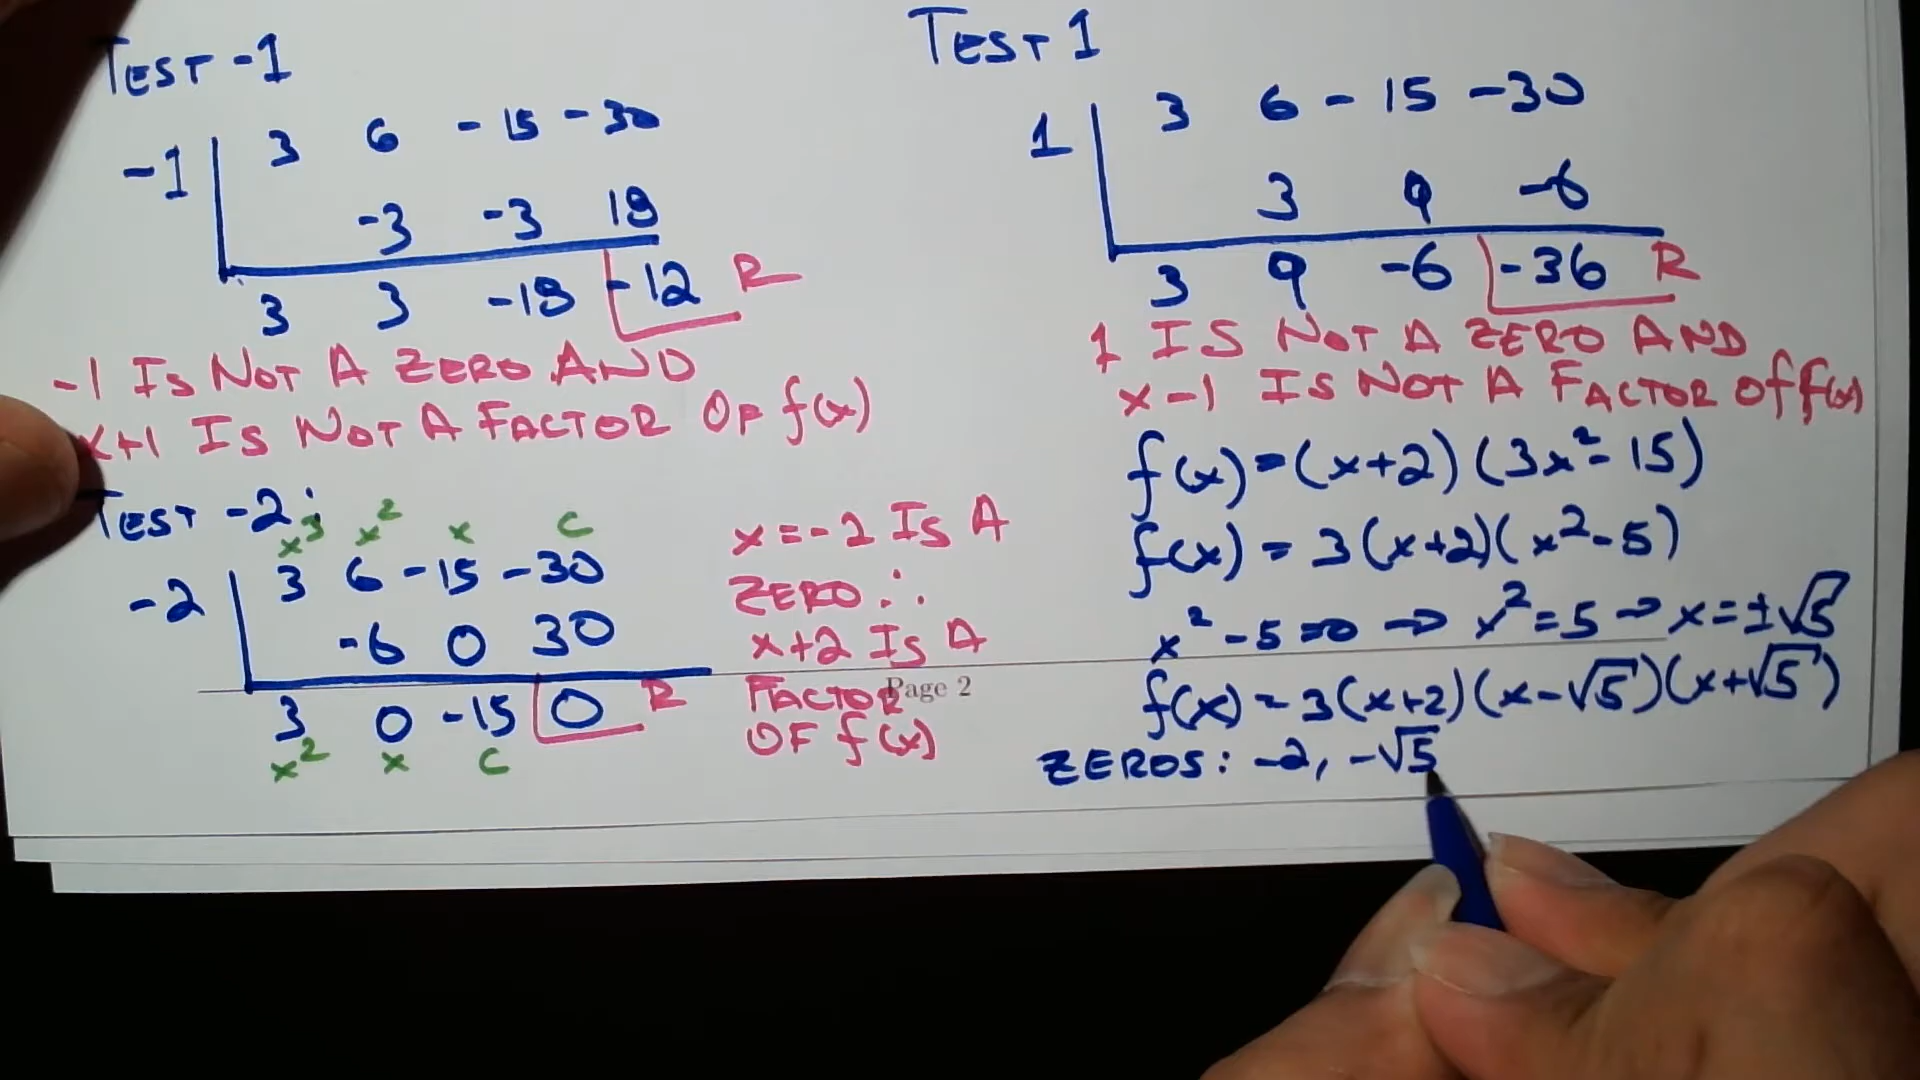 TEST -1
-1 3 6 -15 -30
-3 -3 18
3 3 -18 -12 R
-1 IS NOT A ZERO AND
x+1 IS NOT A FACTOR OF f(x)
TEST -2:
x³ x² x C
-2 3 6 -15 -30
-6 0 30
3 0 -15 0 R
x² x C
x=-2 IS A
ZERO ∴
x+2 IS A
FACTOR
OF f(x)
Page 2
TEST 1
1 3 6 -15 -30
3 9 -6
3 9 -6 -36 R
1 IS NOT A ZERO AND
x-1 IS NOT A FACTOR Of f(x)
f(x)=(x+2)(3x²-15)
f(x)=3(x+2)(x²-5)
x²-5=0 → x²=5 → x=±√5
f(x)=3(x+2)(x-√5)(x+√5)
ZEROS: -2, -√5